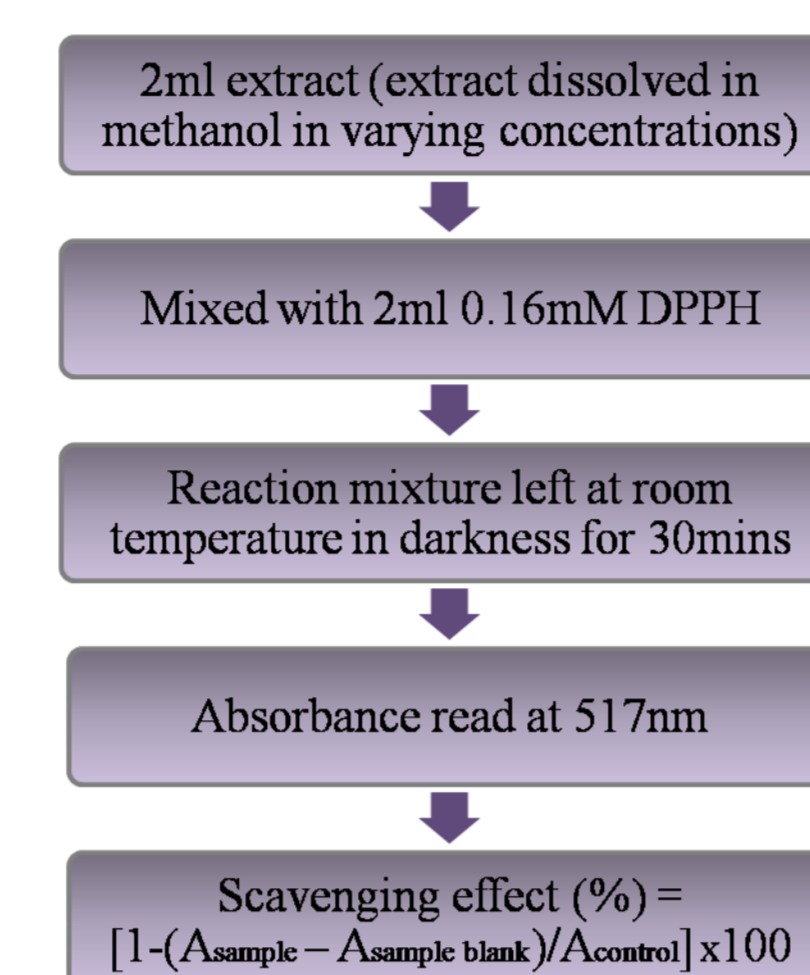 2ml extract (extract dissolved in
methanol in varying concentrations)
Mixed with 2ml 0.16mM DPPH
Reaction mixture left at room
temperature in darkness for 30mins
Absorbance read at 517nm
Scavenging effect (%) =
[1-(Asample – Asample blank)/Acontrol] x100